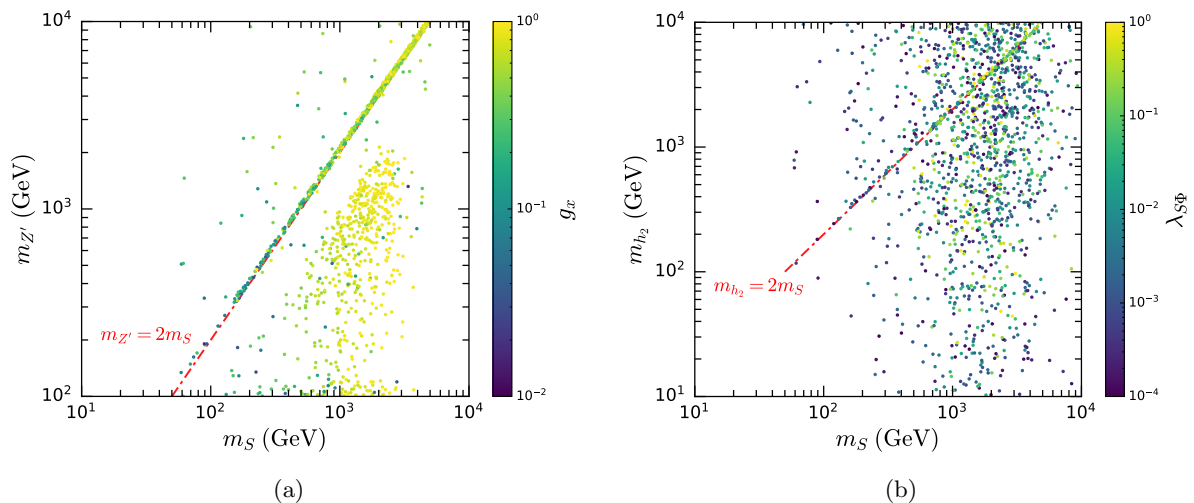 10^4
10^3
10^2
10^1
10^2
10^3
10^4
m_{Z'} (GeV)
m_S (GeV)
m_{Z'} = 2m_S
10^0
10^{-1}
10^{-2}
g_x
(a)
10^4
10^3
10^2
10^1
10^1
10^2
10^3
10^4
m_{h_2} (GeV)
m_S (GeV)
m_{h_2} = 2m_S
10^0
10^{-1}
10^{-2}
10^{-3}
10^{-4}
λ_{SΦ}
(b)